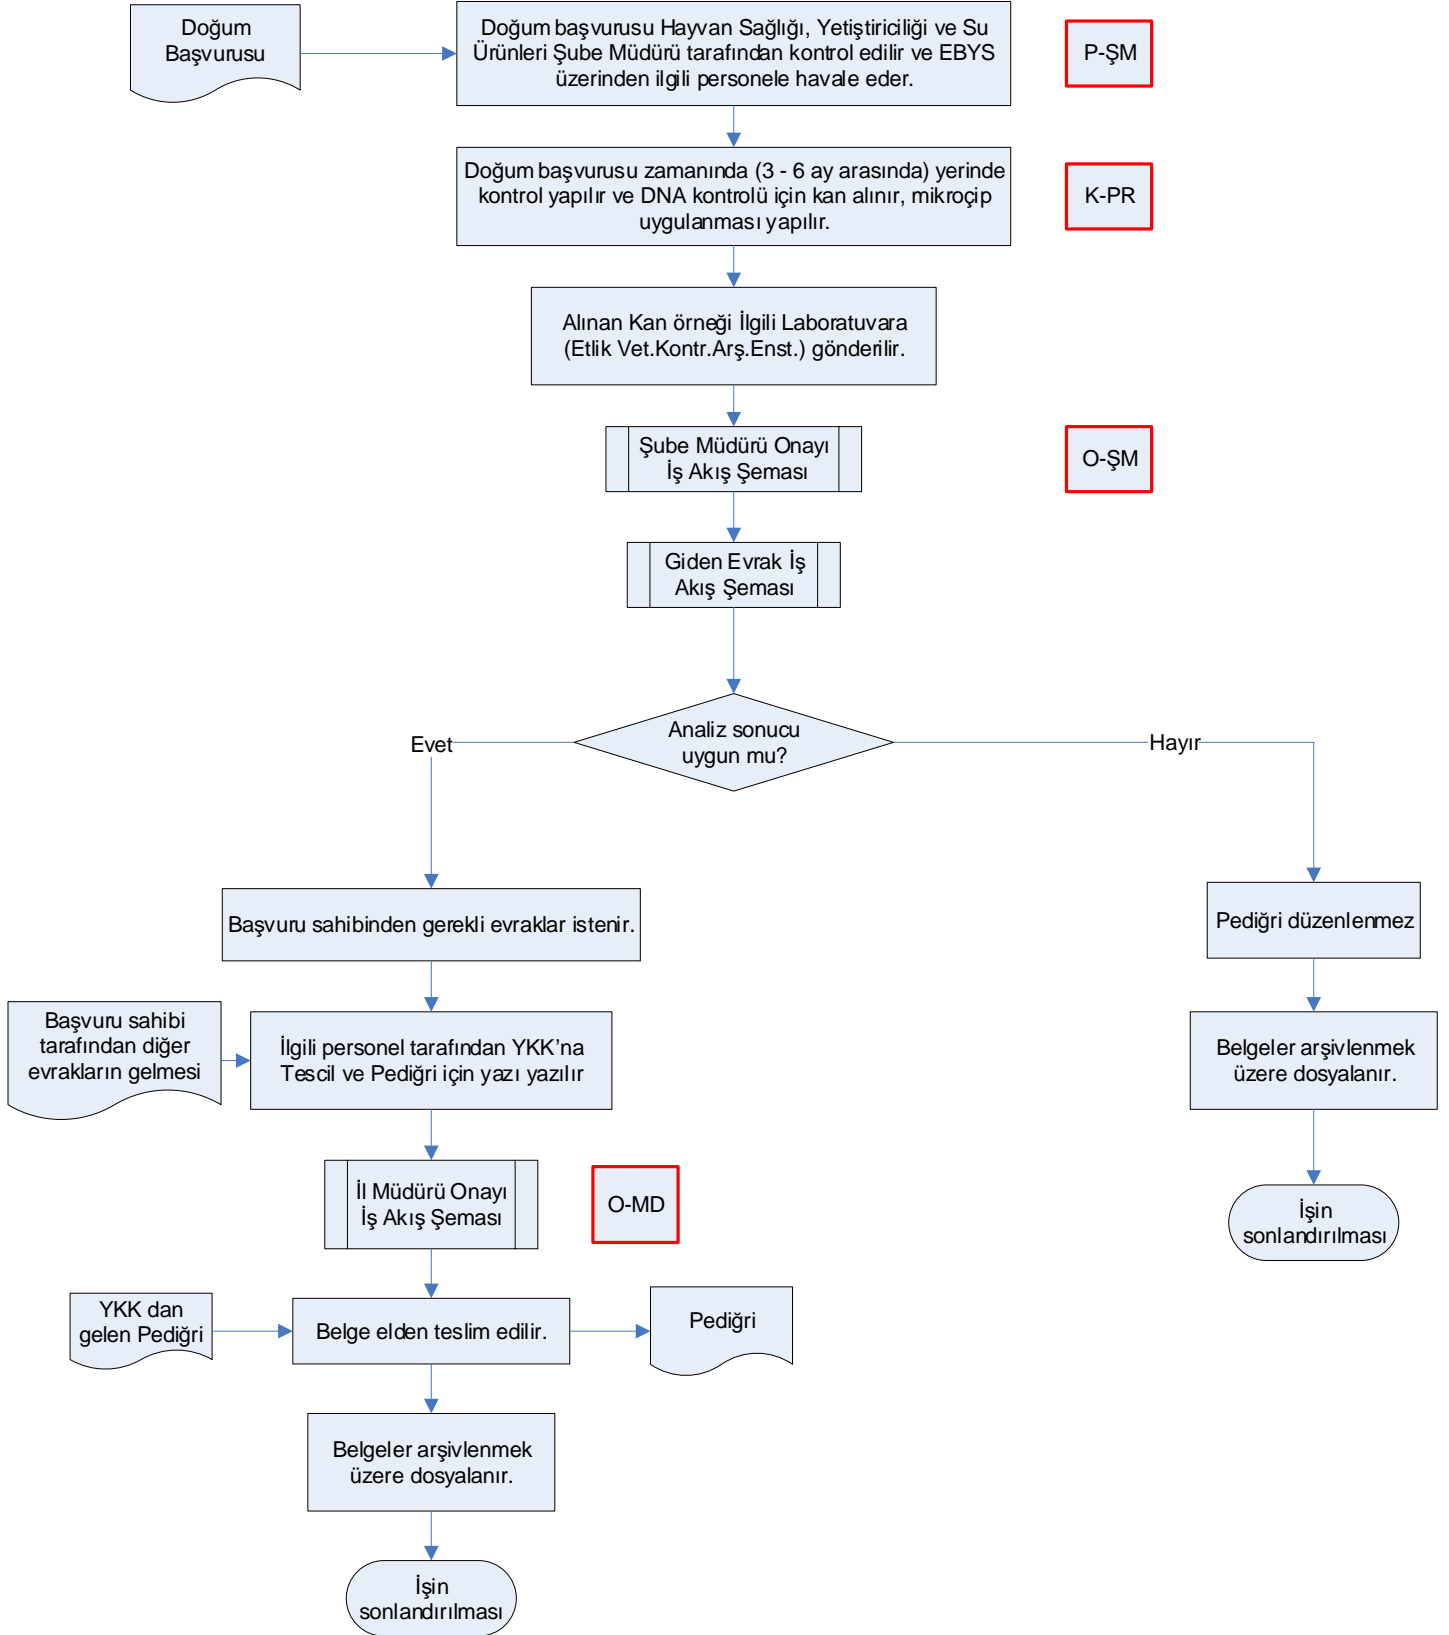 Doğum
Başvurusu
Doğum başvurusu Hayvan Sağlığı, Yetiştiriciliği ve Su
Ürünleri Şube Müdürü tarafından kontrol edilir ve EBYS
üzerinden ilgili personele havale eder.
P-ŞM
Doğum başvurusu zamanında (3 - 6 ay arasında) yerinde
kontrol yapılır ve DNA kontrolü için kan alınır, mikroçip
uygulanması yapılır.
K-PR
Alınan Kan örneği İlgili Laboratuvara
(Etlik Vet.Kontr.Arş.Enst.) gönderilir.
Şube Müdürü Onayı
İş Akış Şeması
O-ŞM
Giden Evrak İş
Akış Şeması
Analiz sonucu
uygun mu?
Evet
Hayır
Başvuru sahibinden gerekli evraklar istenir.
Pediğri düzenlenmez
Başvuru sahibi
tarafından diğer
evrakların gelmesi
İlgili personel tarafından YKK’na
Tescil ve Pediğri için yazı yazılır
Belgeler arşivlenmek
üzere dosyalanır.
İl Müdürü Onayı
İş Akış Şeması
O-MD
İşin
sonlandırılması
YKK dan
gelen Pediğri
Belge elden teslim edilir.
Pediğri
Belgeler arşivlenmek
üzere dosyalanır.
İşin
sonlandırılması